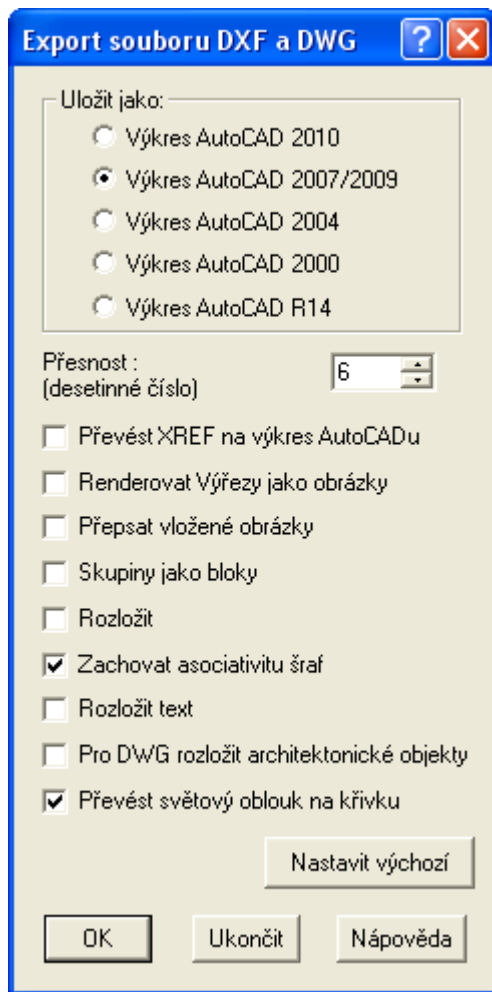 Export souboru DXF a DWG
Uložit jako:
Výkres AutoCAD 2010
Výkres AutoCAD 2007/2009
Výkres AutoCAD 2004
Výkres AutoCAD 2000
Výkres AutoCAD R14
Přesnost :
(desetinné číslo)
6
Převést XREF na výkres AutoCADu
Renderovat Výřezy jako obrázky
Přepsat vložené obrázky
Skupiny jako bloky
Rozložit
Zachovat asociativitu šraf
Rozložit text
Pro DWG rozložit architektonické objekty
Převést světový oblouk na křivku
Nastavit výchozí
OK
Ukončit
Nápověda